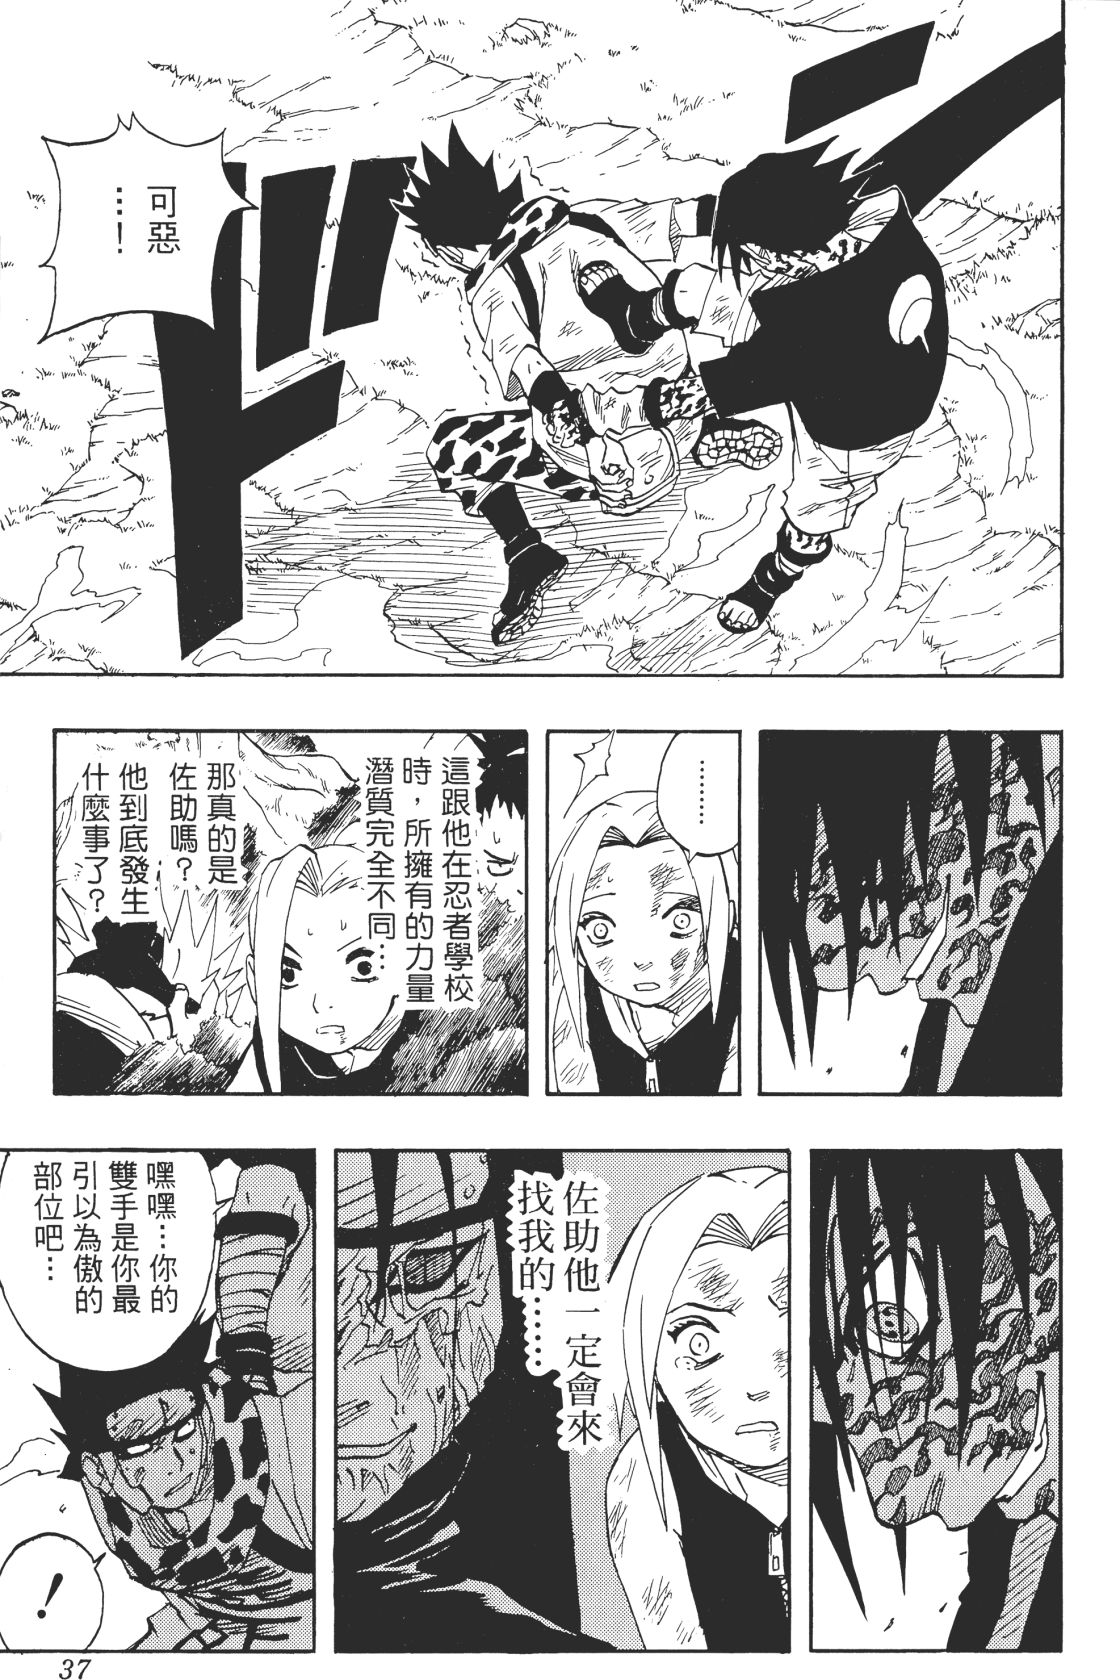 可惡
…！
………
這跟他在忍者學校
時，所擁有的力量
潛質完全不同…
那真的是
佐助嗎？
他到底發生
什麼事了？
佐助他一定會來
找我的……
嘿嘿…你的
雙手是你最
引以為傲的
部位吧…
！
37